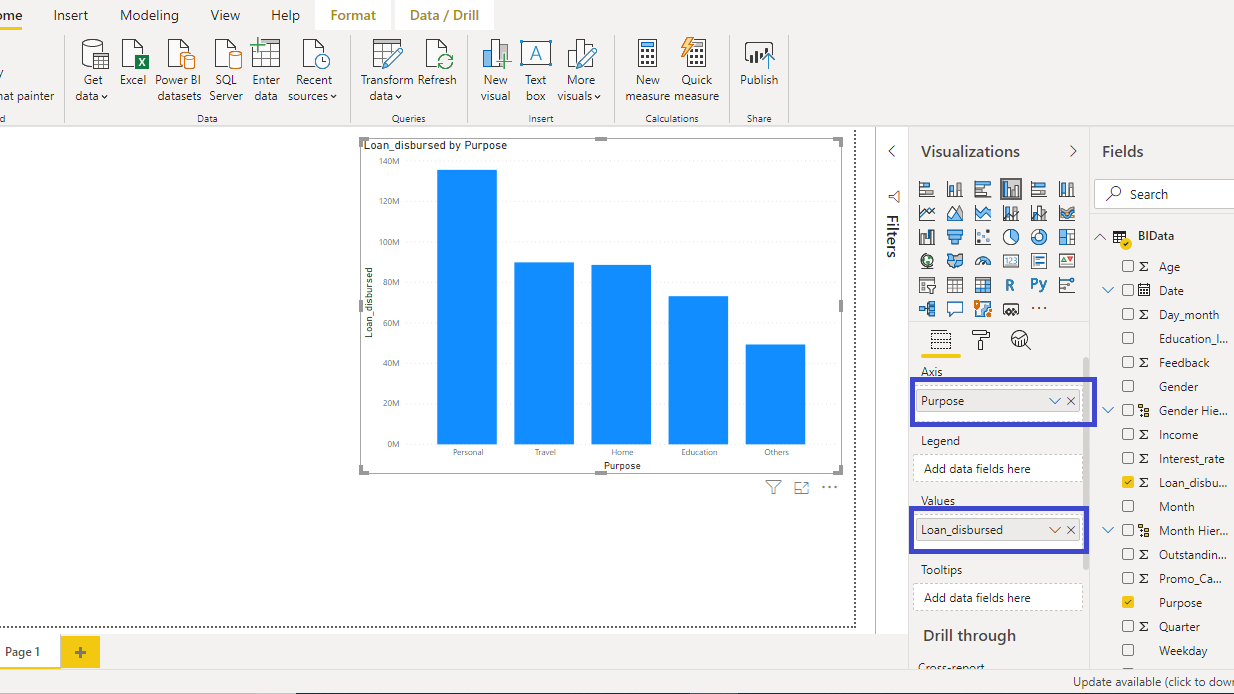 ome Insert Modeling View Help Format Data / Drill
y
nat painter
d
Get data
Excel
Power BI datasets
SQL Server
Enter data
Recent sources
Data
Transform data
Refresh
Queries
New visual
Text box
More visuals
Insert
New measure
Quick measure
Calculations
Publish
Share
Loan_disbursed by Purpose
140M
120M
100M
80M
60M
40M
20M
0M
Loan_disbursed
Personal Travel Home Education Others
Purpose
Filters
Visualizations
123
R
Py
Axis
Purpose
Legend
Add data fields here
Values
Loan_disbursed
Tooltips
Add data fields here
Drill through
Cross-report
Fields
Search
BIData
Age
Date
Day_month
Education_l...
Feedback
Gender
Gender Hie...
Income
Interest_rate
Loan_disbu...
Month
Month Hier...
Outstandin...
Promo_Ca...
Purpose
Quarter
Weekday
Page 1
Update available (click to dow